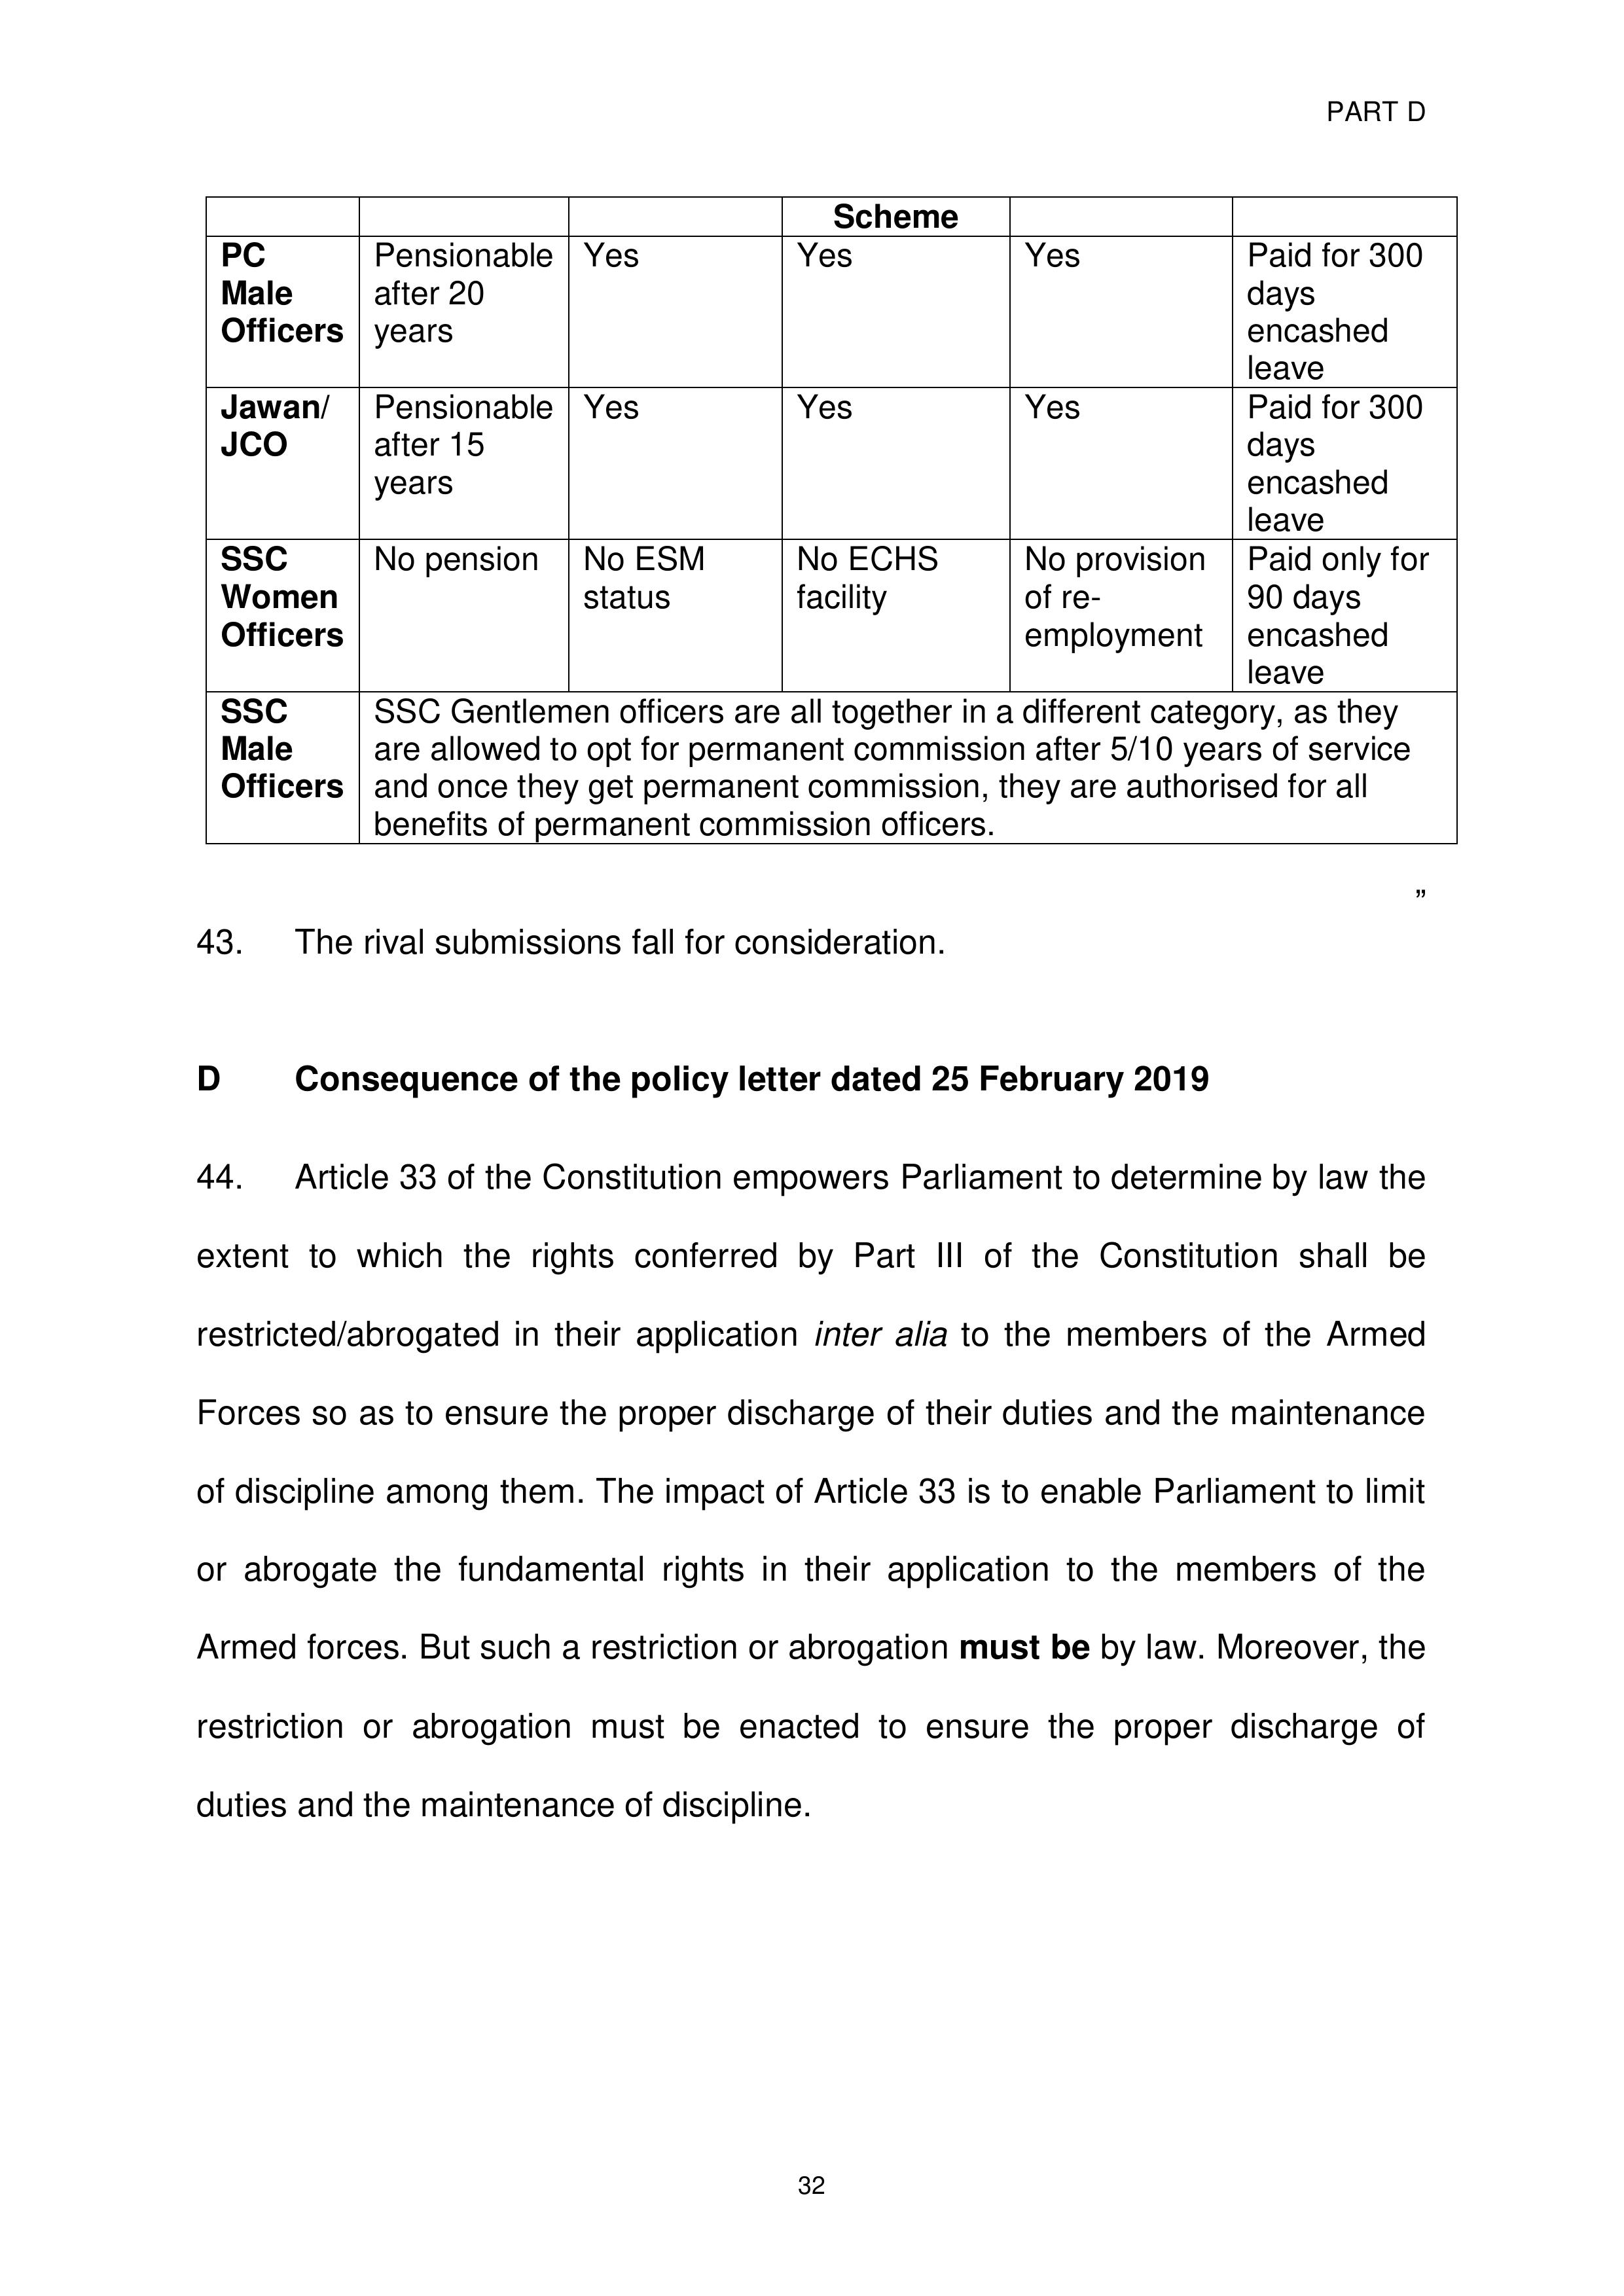 PART D
Scheme
PC Male Officers | Pensionable after 20 years | Yes | Yes | Yes | Paid for 300 days encashed leave
Jawan/ JCO | Pensionable after 15 years | Yes | Yes | Yes | Paid for 300 days encashed leave
SSC Women Officers | No pension | No ESM status | No ECHS facility | No provision of re-employment | Paid only for 90 days encashed leave
SSC Male Officers | SSC Gentlemen officers are all together in a different category, as they are allowed to opt for permanent commission after 5/10 years of service and once they get permanent commission, they are authorised for all benefits of permanent commission officers.
”
43. The rival submissions fall for consideration.
D Consequence of the policy letter dated 25 February 2019
44. Article 33 of the Constitution empowers Parliament to determine by law the
extent to which the rights conferred by Part III of the Constitution shall be
restricted/abrogated in their application inter alia to the members of the Armed
Forces so as to ensure the proper discharge of their duties and the maintenance
of discipline among them. The impact of Article 33 is to enable Parliament to limit
or abrogate the fundamental rights in their application to the members of the
Armed forces. But such a restriction or abrogation must be by law. Moreover, the
restriction or abrogation must be enacted to ensure the proper discharge of
duties and the maintenance of discipline.
32